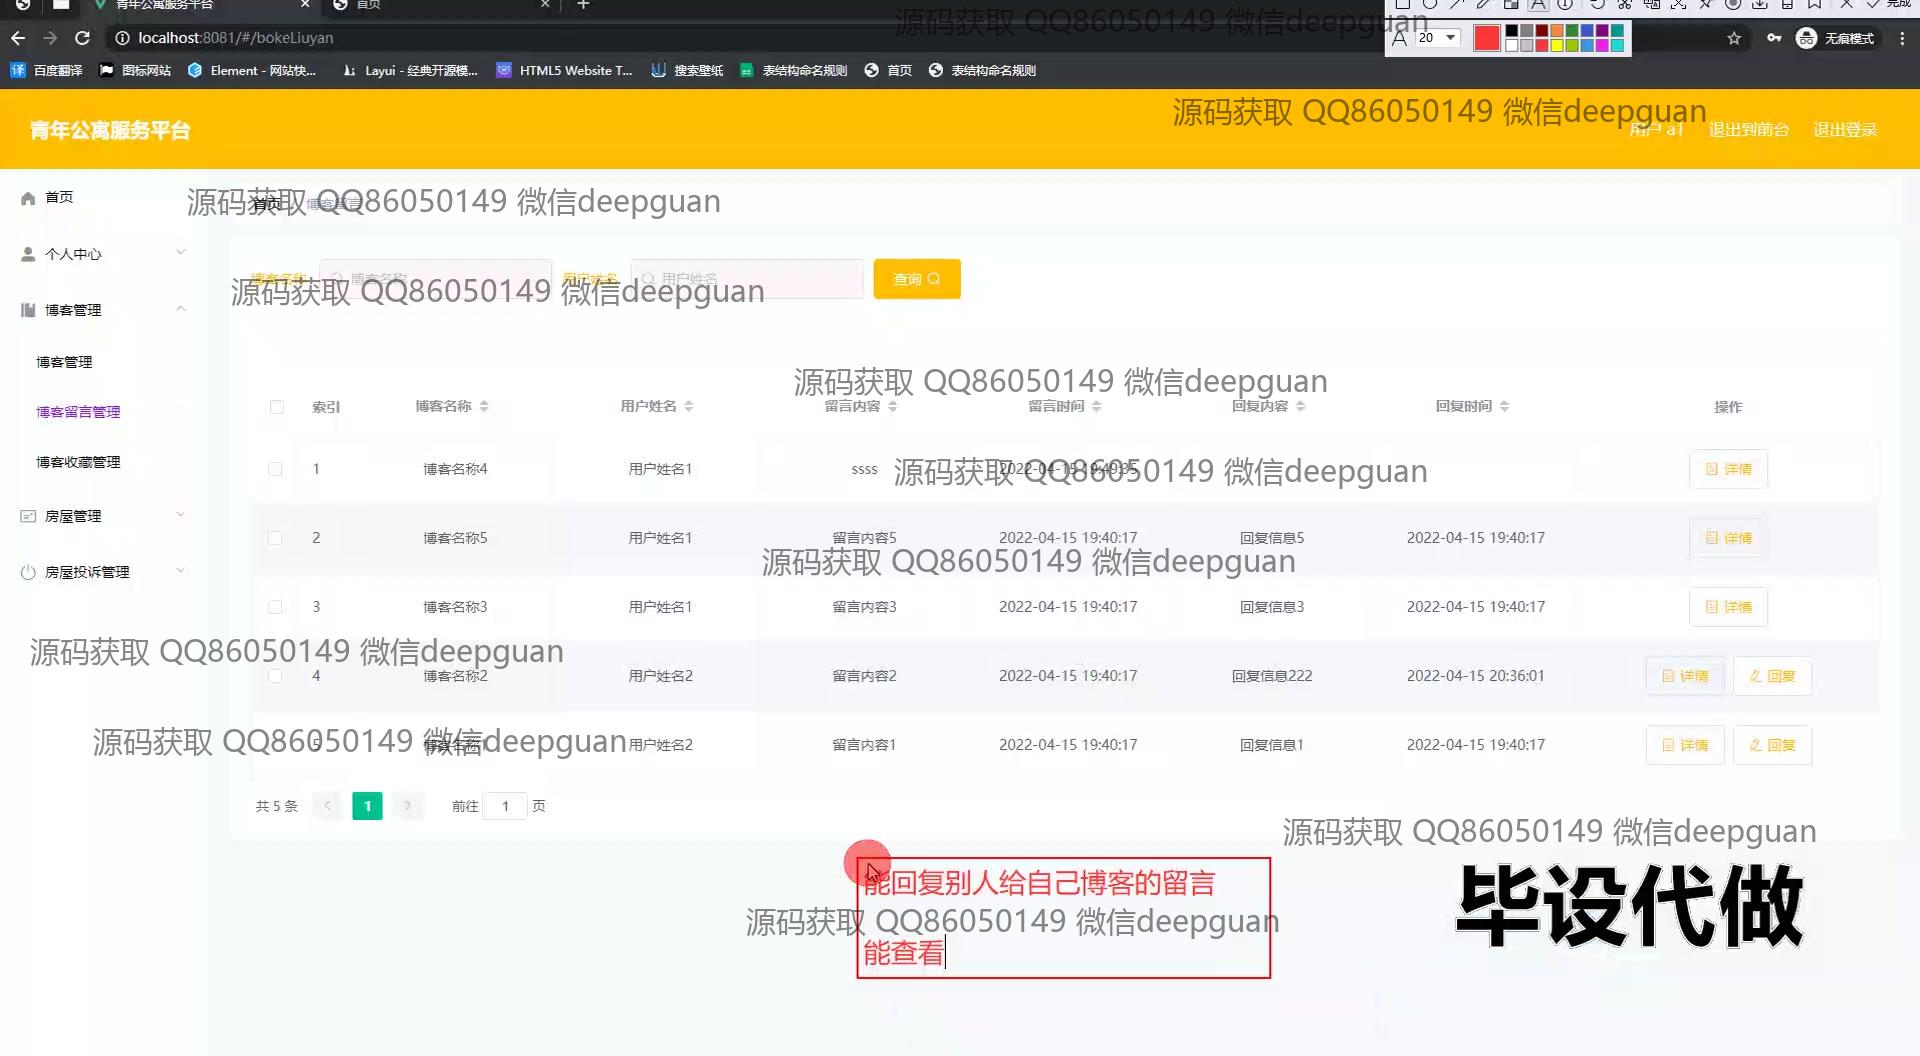 青年公寓服务平台
首页
完成
localhost:8081/#/bokeLiuyan
源码获取 QQ86050149 微信deepguan
20
无痕模式
百度翻译
图标网站
Element - 网站快...
Layui - 经典开源模...
HTML5 Website T...
搜索壁纸
表结构命名规则
首页
表结构命名规则
青年公寓服务平台
源码获取 QQ86050149 微信deepguan
用户 a1
退出到前台
退出登录
首页
源码获取 QQ86050149 微信deepguan
首页
博客留言
个人中心
博客名称
博客名称
用户姓名
用户姓名
查询
源码获取 QQ86050149 微信deepguan
博客管理
博客管理
博客留言管理
博客收藏管理
房屋管理
房屋投诉管理
源码获取 QQ86050149 微信deepguan
索引 博客名称 用户姓名 留言内容 留言时间 回复内容 回复时间 操作
1 博客名称4 用户姓名1 ssss 2022-04-15 19:49:35 详情
源码获取 QQ86050149 微信deepguan
2 博客名称5 用户姓名1 留言内容5 2022-04-15 19:40:17 回复信息5 2022-04-15 19:40:17 详情
源码获取 QQ86050149 微信deepguan
3 博客名称3 用户姓名1 留言内容3 2022-04-15 19:40:17 回复信息3 2022-04-15 19:40:17 详情
源码获取 QQ86050149 微信deepguan
4 博客名称2 用户姓名2 留言内容2 2022-04-15 19:40:17 回复信息222 2022-04-15 20:36:01 详情 回复
源码获取 QQ86050149 微信deepguan
5 博客名称1 用户姓名2 留言内容1 2022-04-15 19:40:17 回复信息1 2022-04-15 19:40:17 详情 回复
共 5 条 1 前往 1 页
源码获取 QQ86050149 微信deepguan
能回复别人给自己博客的留言
源码获取 QQ86050149 微信deepguan
能查看
毕设代做